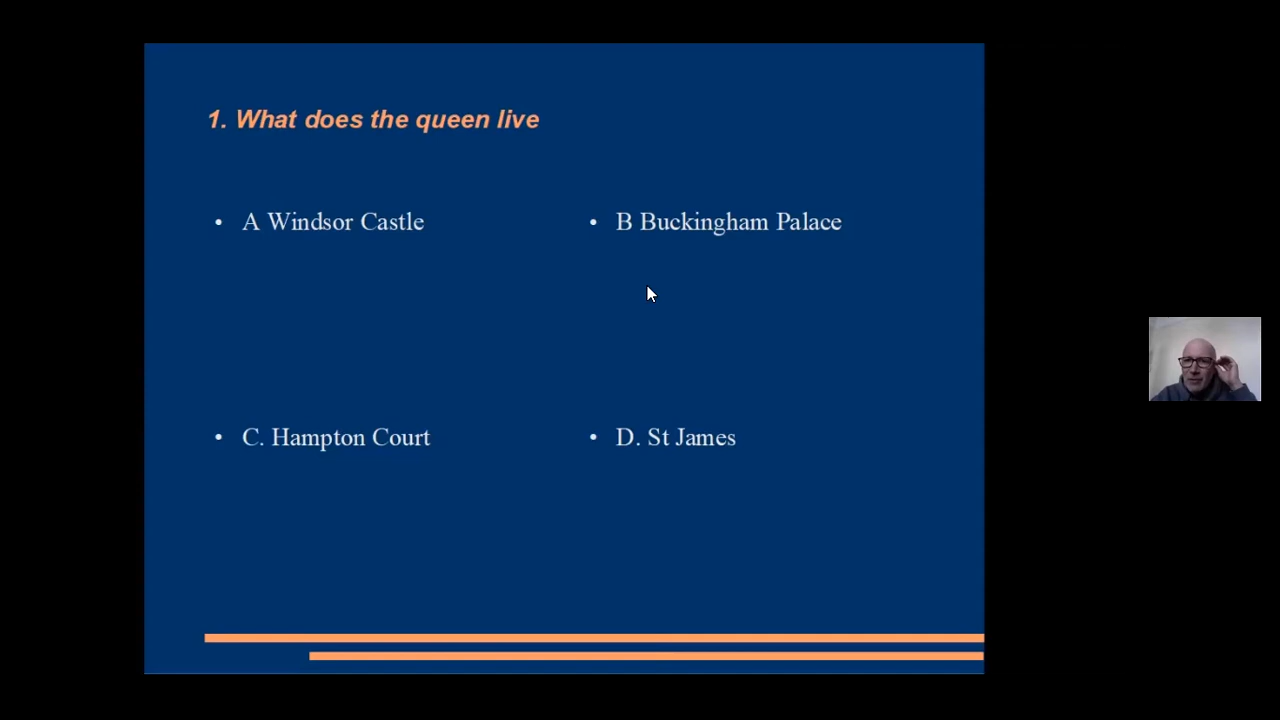 1. What does the queen live
• A Windsor Castle
• B Buckingham Palace
• C. Hampton Court
• D. St James